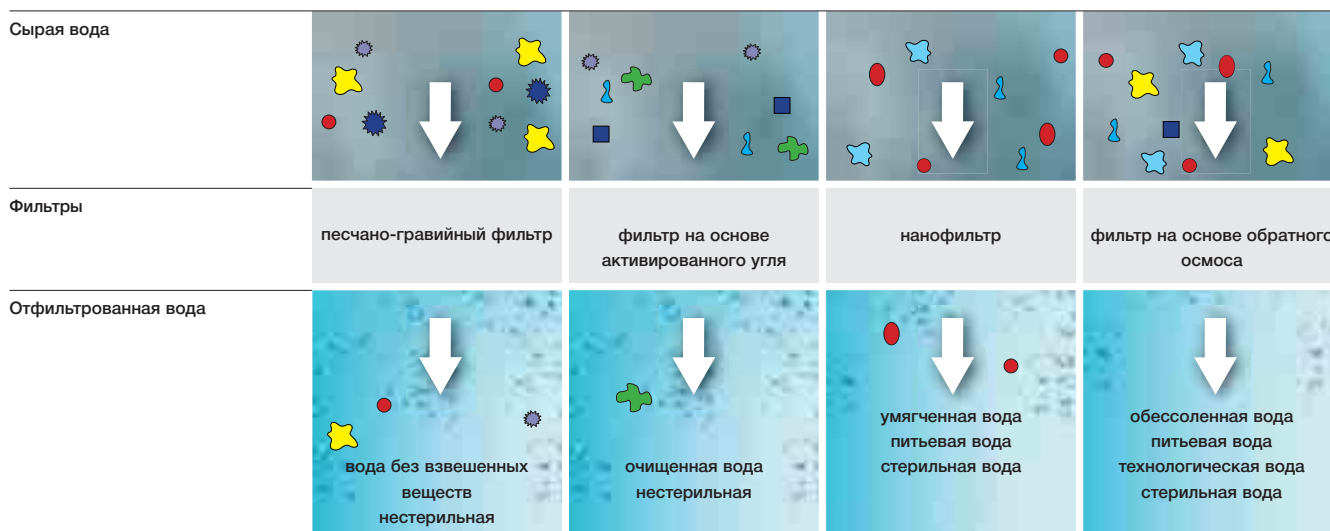 Сырая вода
Фильтры
песчано-гравийный фильтр
фильтр на основе
активированного угля
нанофильтр
фильтр на основе обратного
осмоса
Отфильтрованная вода
вода без взвешенных
веществ
нестерильная
очищенная вода
нестерильная
умягченная вода
питьевая вода
стерильная вода
обессоленная вода
питьевая вода
технологическая вода
стерильная вода